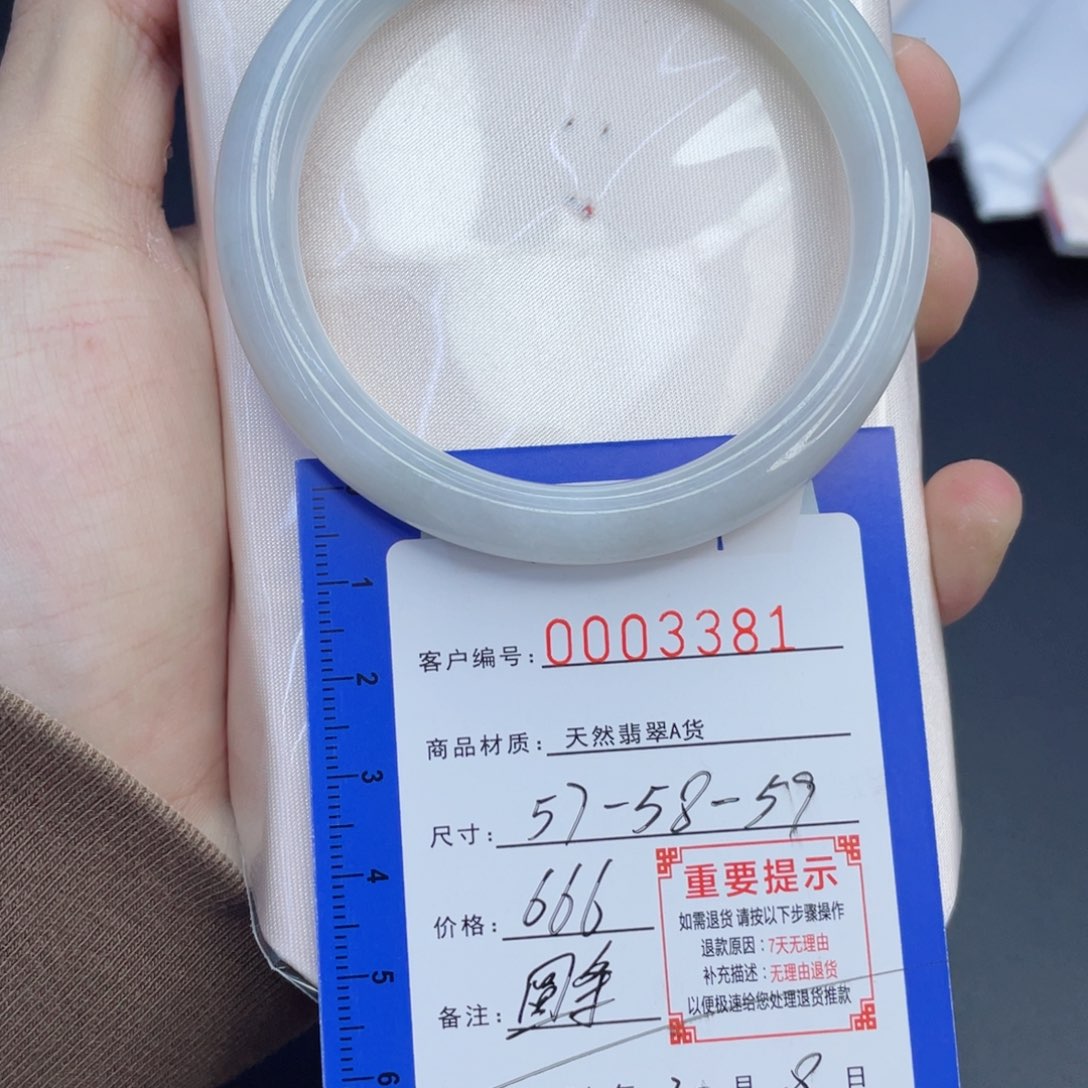 1
2
3
4
5
6
客户编号：0003381
商品材质：天然翡翠A货
尺寸：57-58-59
价格：666
备注：圆
重要提示
如需退货 请按以下步骤操作
退款原因：7天无理由
补充描述：无理由退货
以便极速给您处理退货推款
月 8 日